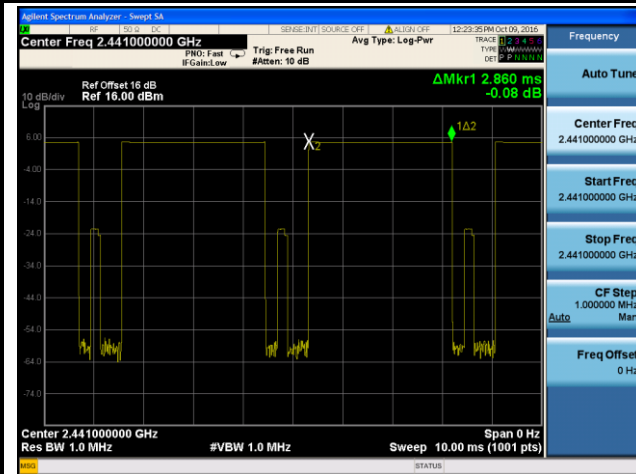 Agilent Spectrum Analyzer - Swept SA
RF 50 Ω DC SENSE:INT SOURCE OFF ALIGN OFF 12:23:35 PM Oct 09, 2016
Center Freq 2.441000000 GHz
PNO: Fast
IFGain:Low
Trig: Free Run
#Atten: 10 dB
Avg Type: Log-Pwr
TRACE 1 2 3 4 5 6
TYPE
DET P P N N N N
ΔMkr1 2.860 ms
-0.08 dB
Ref Offset 16 dB
10 dB/div Ref 16.00 dBm
Log
1Δ2
X2
6.00
-4.00
-14.0
-24.0
-34.0
-44.0
-54.0
-64.0
-74.0
Center 2.441000000 GHz Span 0 Hz
Res BW 1.0 MHz #VBW 1.0 MHz Sweep 10.00 ms (1001 pts)
MSG STATUS
Frequency
Auto Tune
Center Freq
2.441000000 GHz
Start Freq
2.441000000 GHz
Stop Freq
2.441000000 GHz
CF Step
1.000000 MHz
Auto Man
Freq Offset
0 Hz